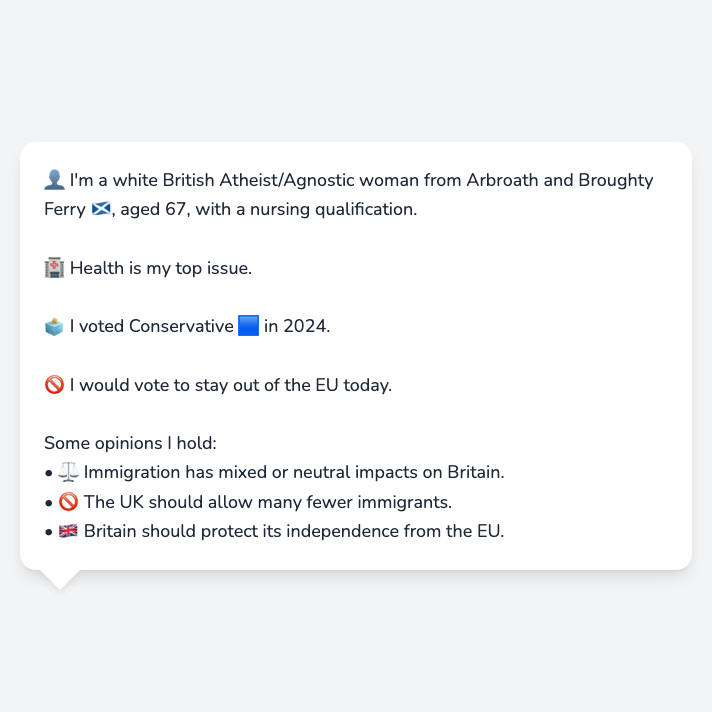 👤 I'm a white British Atheist/Agnostic woman from Arbroath and Broughty
Ferry 🏴󠁧󠁢󠁳󠁣󠁴󠁿, aged 67, with a nursing qualification.
🏥 Health is my top issue.
🗳️ I voted Conservative 🟦 in 2024.
🚫 I would vote to stay out of the EU today.
Some opinions I hold:
• ⚖️ Immigration has mixed or neutral impacts on Britain.
• 🚫 The UK should allow many fewer immigrants.
• 🇬🇧 Britain should protect its independence from the EU.